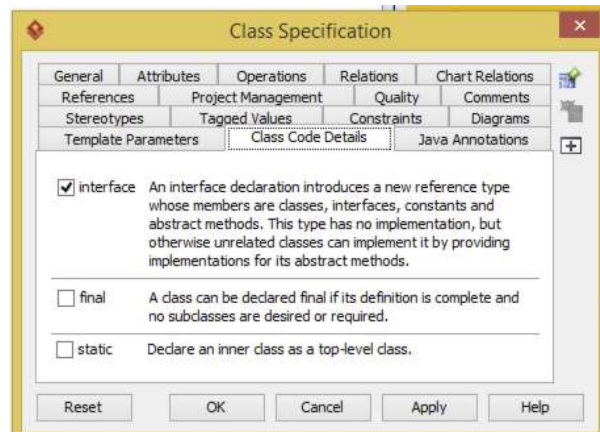 Class Specification
General Attributes Operations Relations Chart Relations
References Project Management Quality Comments
Stereotypes Tagged Values Constraints Diagrams
Template Parameters Class Code Details Java Annotations
interface An interface declaration introduces a new reference type
whose members are classes, interfaces, constants and
abstract methods. This type has no implementation, but
otherwise unrelated classes can implement it by providing
implementations for its abstract methods.
final A class can be declared final if its definition is complete and
no subclasses are desired or required.
static Declare an inner class as a top-level class.
Reset OK Cancel Apply Help